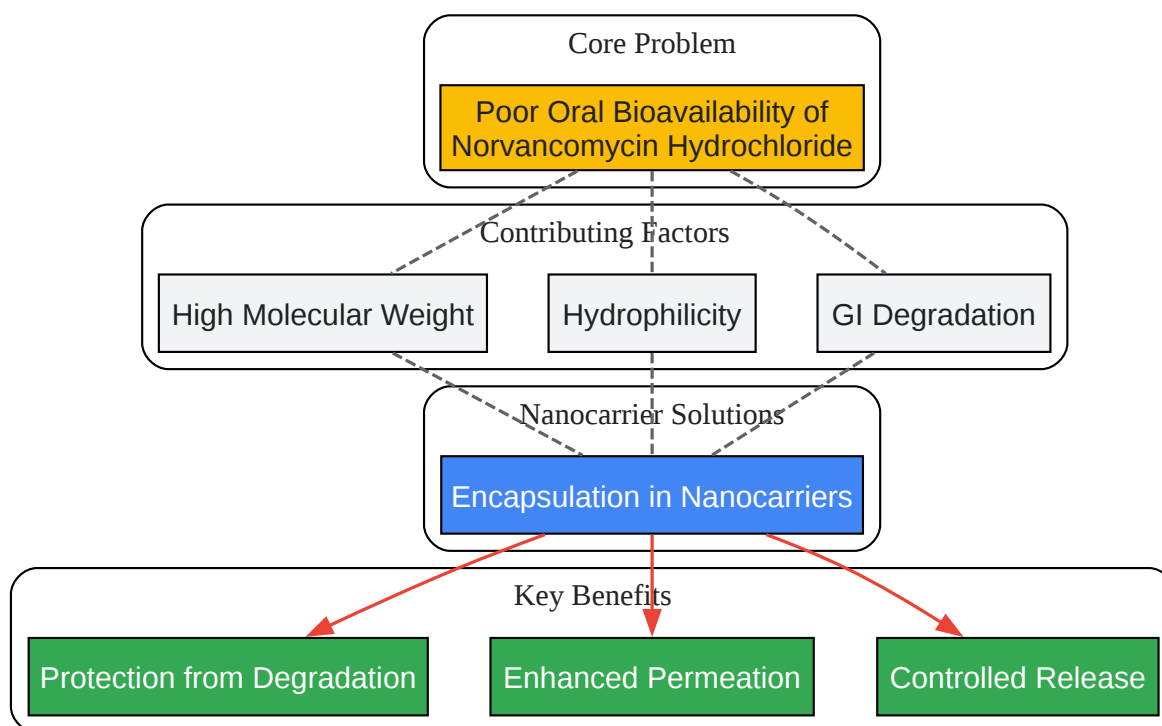 Core Problem
Poor Oral Bioavailability of
Norvancomycin Hydrochloride
Contributing Factors
High Molecular Weight
Hydrophilicity
GI Degradation
Nanocarrier Solutions
Encapsulation in Nanocarriers
Key Benefits
Protection from Degradation
Enhanced Permeation
Controlled Release